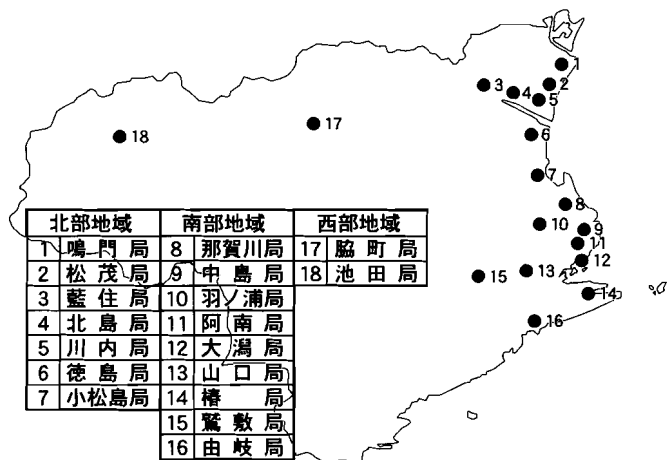 1
2
3
4
5
6
7
8
9
10
11
12
13
14
15
16
17
18
北部地域 南部地域 西部地域
1 鳴門局 8 那賀川局 17 脇町局
2 松茂局 9 中島局 18 池田局
3 藍住局 10 羽ノ浦局
4 北島局 11 阿南局
5 川内局 12 大潟局
6 徳島局 13 山口局
7 小松島局 14 椿局
15 鷲敷局
16 由岐局